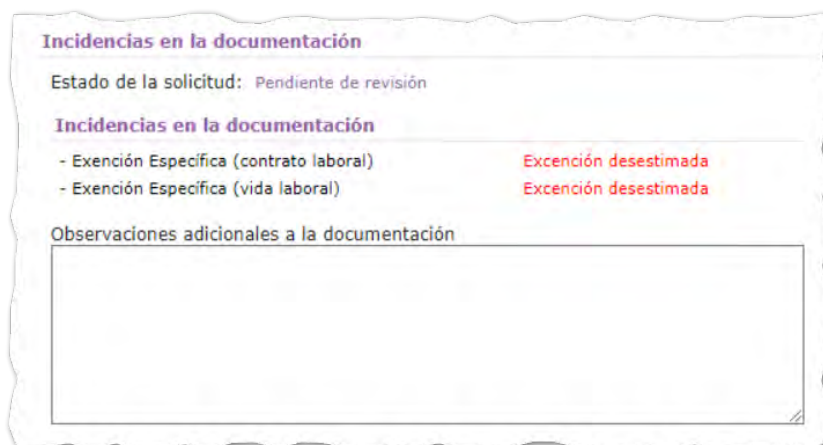 Incidencias en la documentación
Estado de la solicitud: Pendiente de revisión
Incidencias en la documentación
- Exención Específica (contrato laboral) Excención desestimada
- Exención Específica (vida laboral) Excención desestimada
Observaciones adicionales a la documentación